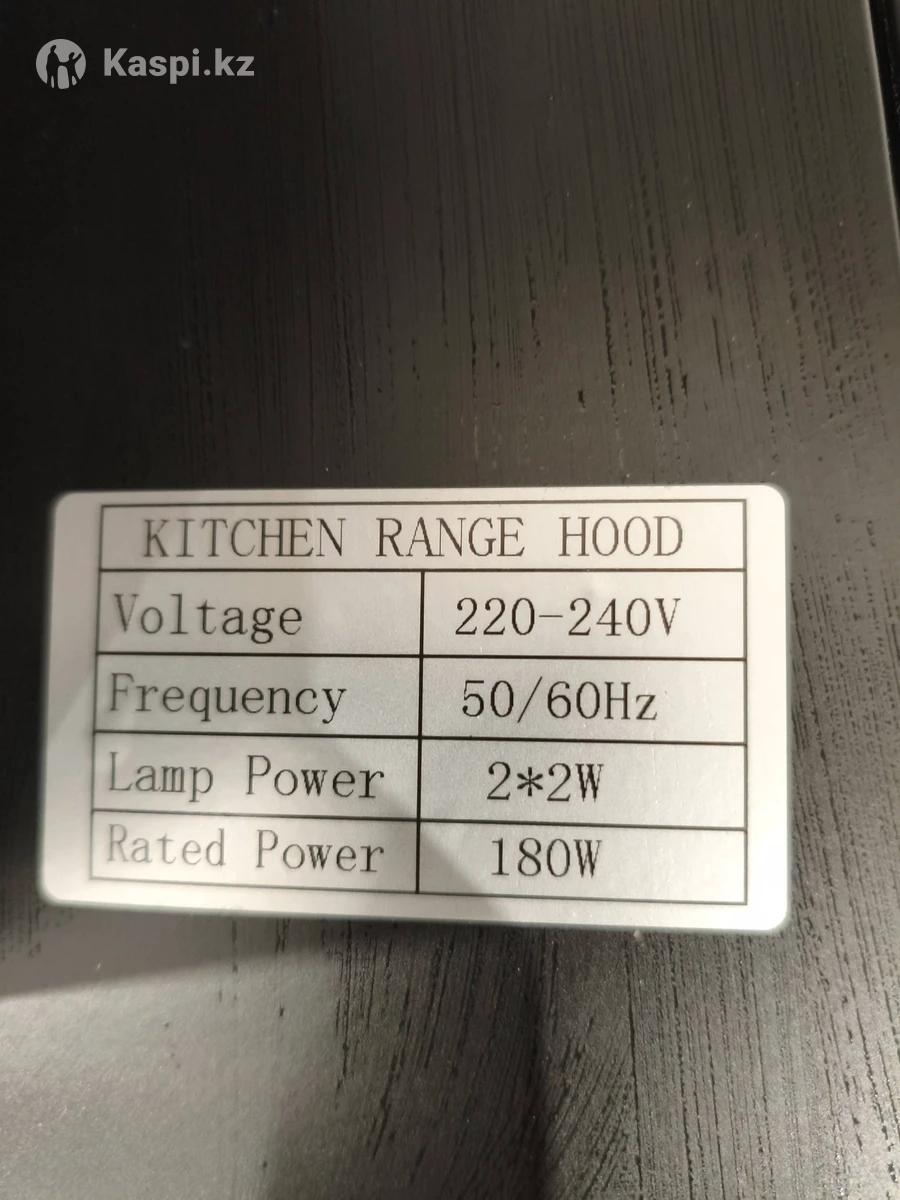 Kaspi.kz
KITCHEN RANGE HOOD
Voltage 220-240V
Frequency 50/60Hz
Lamp Power 2*2W
Rated Power 180W